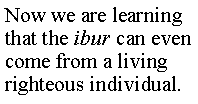 Now we are learning
that the ibur can even
come from a living
righteous individual.